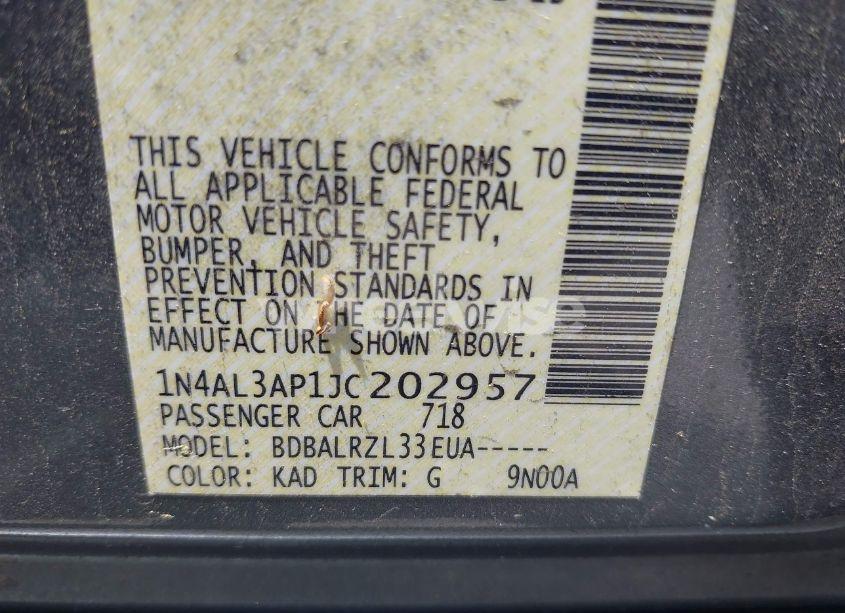 THIS VEHICLE CONFORMS TO
ALL APPLICABLE FEDERAL
MOTOR VEHICLE SAFETY,
BUMPER, AND THEFT
PREVENTION STANDARDS IN
EFFECT ON THE DATE OF
MANUFACTURE SHOWN ABOVE.
1N4AL3AP1JC202957
PASSENGER CAR 718
MODEL: BDBALRZL33EUA-----
COLOR: KAD TRIM: G 9N00A